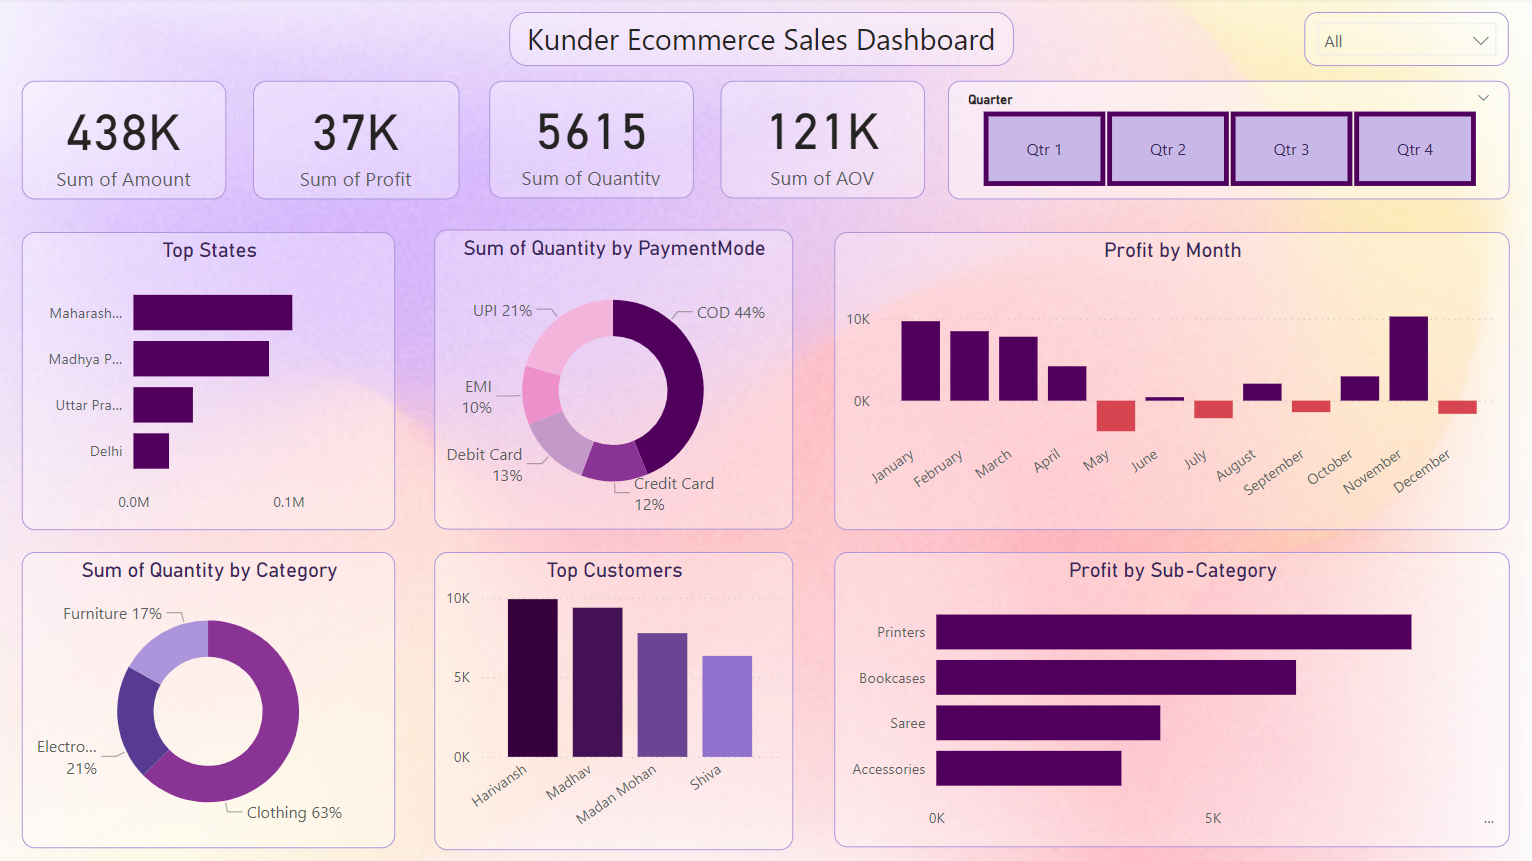 Kunder Ecommerce Sales Dashboard
All
438K
Sum of Amount
37K
Sum of Profit
5615
Sum of Quantity
121K
Sum of AOV
Quarter
Qtr 1
Qtr 2
Qtr 3
Qtr 4
Top States
Maharash...
Madhya P...
Uttar Pra...
Delhi
0.0M
0.1M
Sum of Quantity by PaymentMode
UPI 21%
COD 44%
EMI
10%
Debit Card
13%
Credit Card
12%
Profit by Month
10K
0K
January
February
March
April
May
June
July
August
September
October
November
December
Sum of Quantity by Category
Furniture 17%
Electro...
21%
Clothing 63%
Top Customers
10K
5K
0K
Harivansh
Madhav
Madan Mohan
Shiva
Profit by Sub-Category
Printers
Bookcases
Saree
Accessories
0K
5K
...